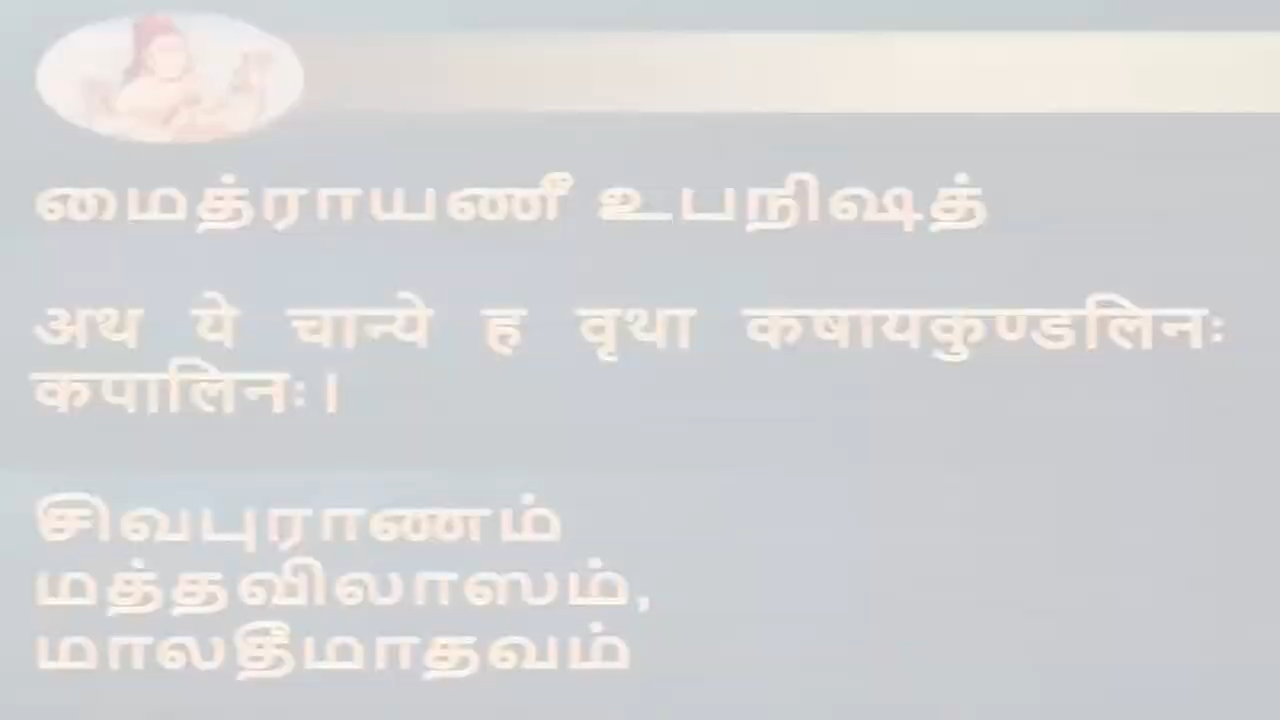 மைத்ராயணீ உபநிஷத்
अथ ये चान्ये ह वृथा कषायकुण्डलिनः
कपालिनः।
சிவபுராணம்
மத்தவிலாஸம்,
மாலதீமாதவம்